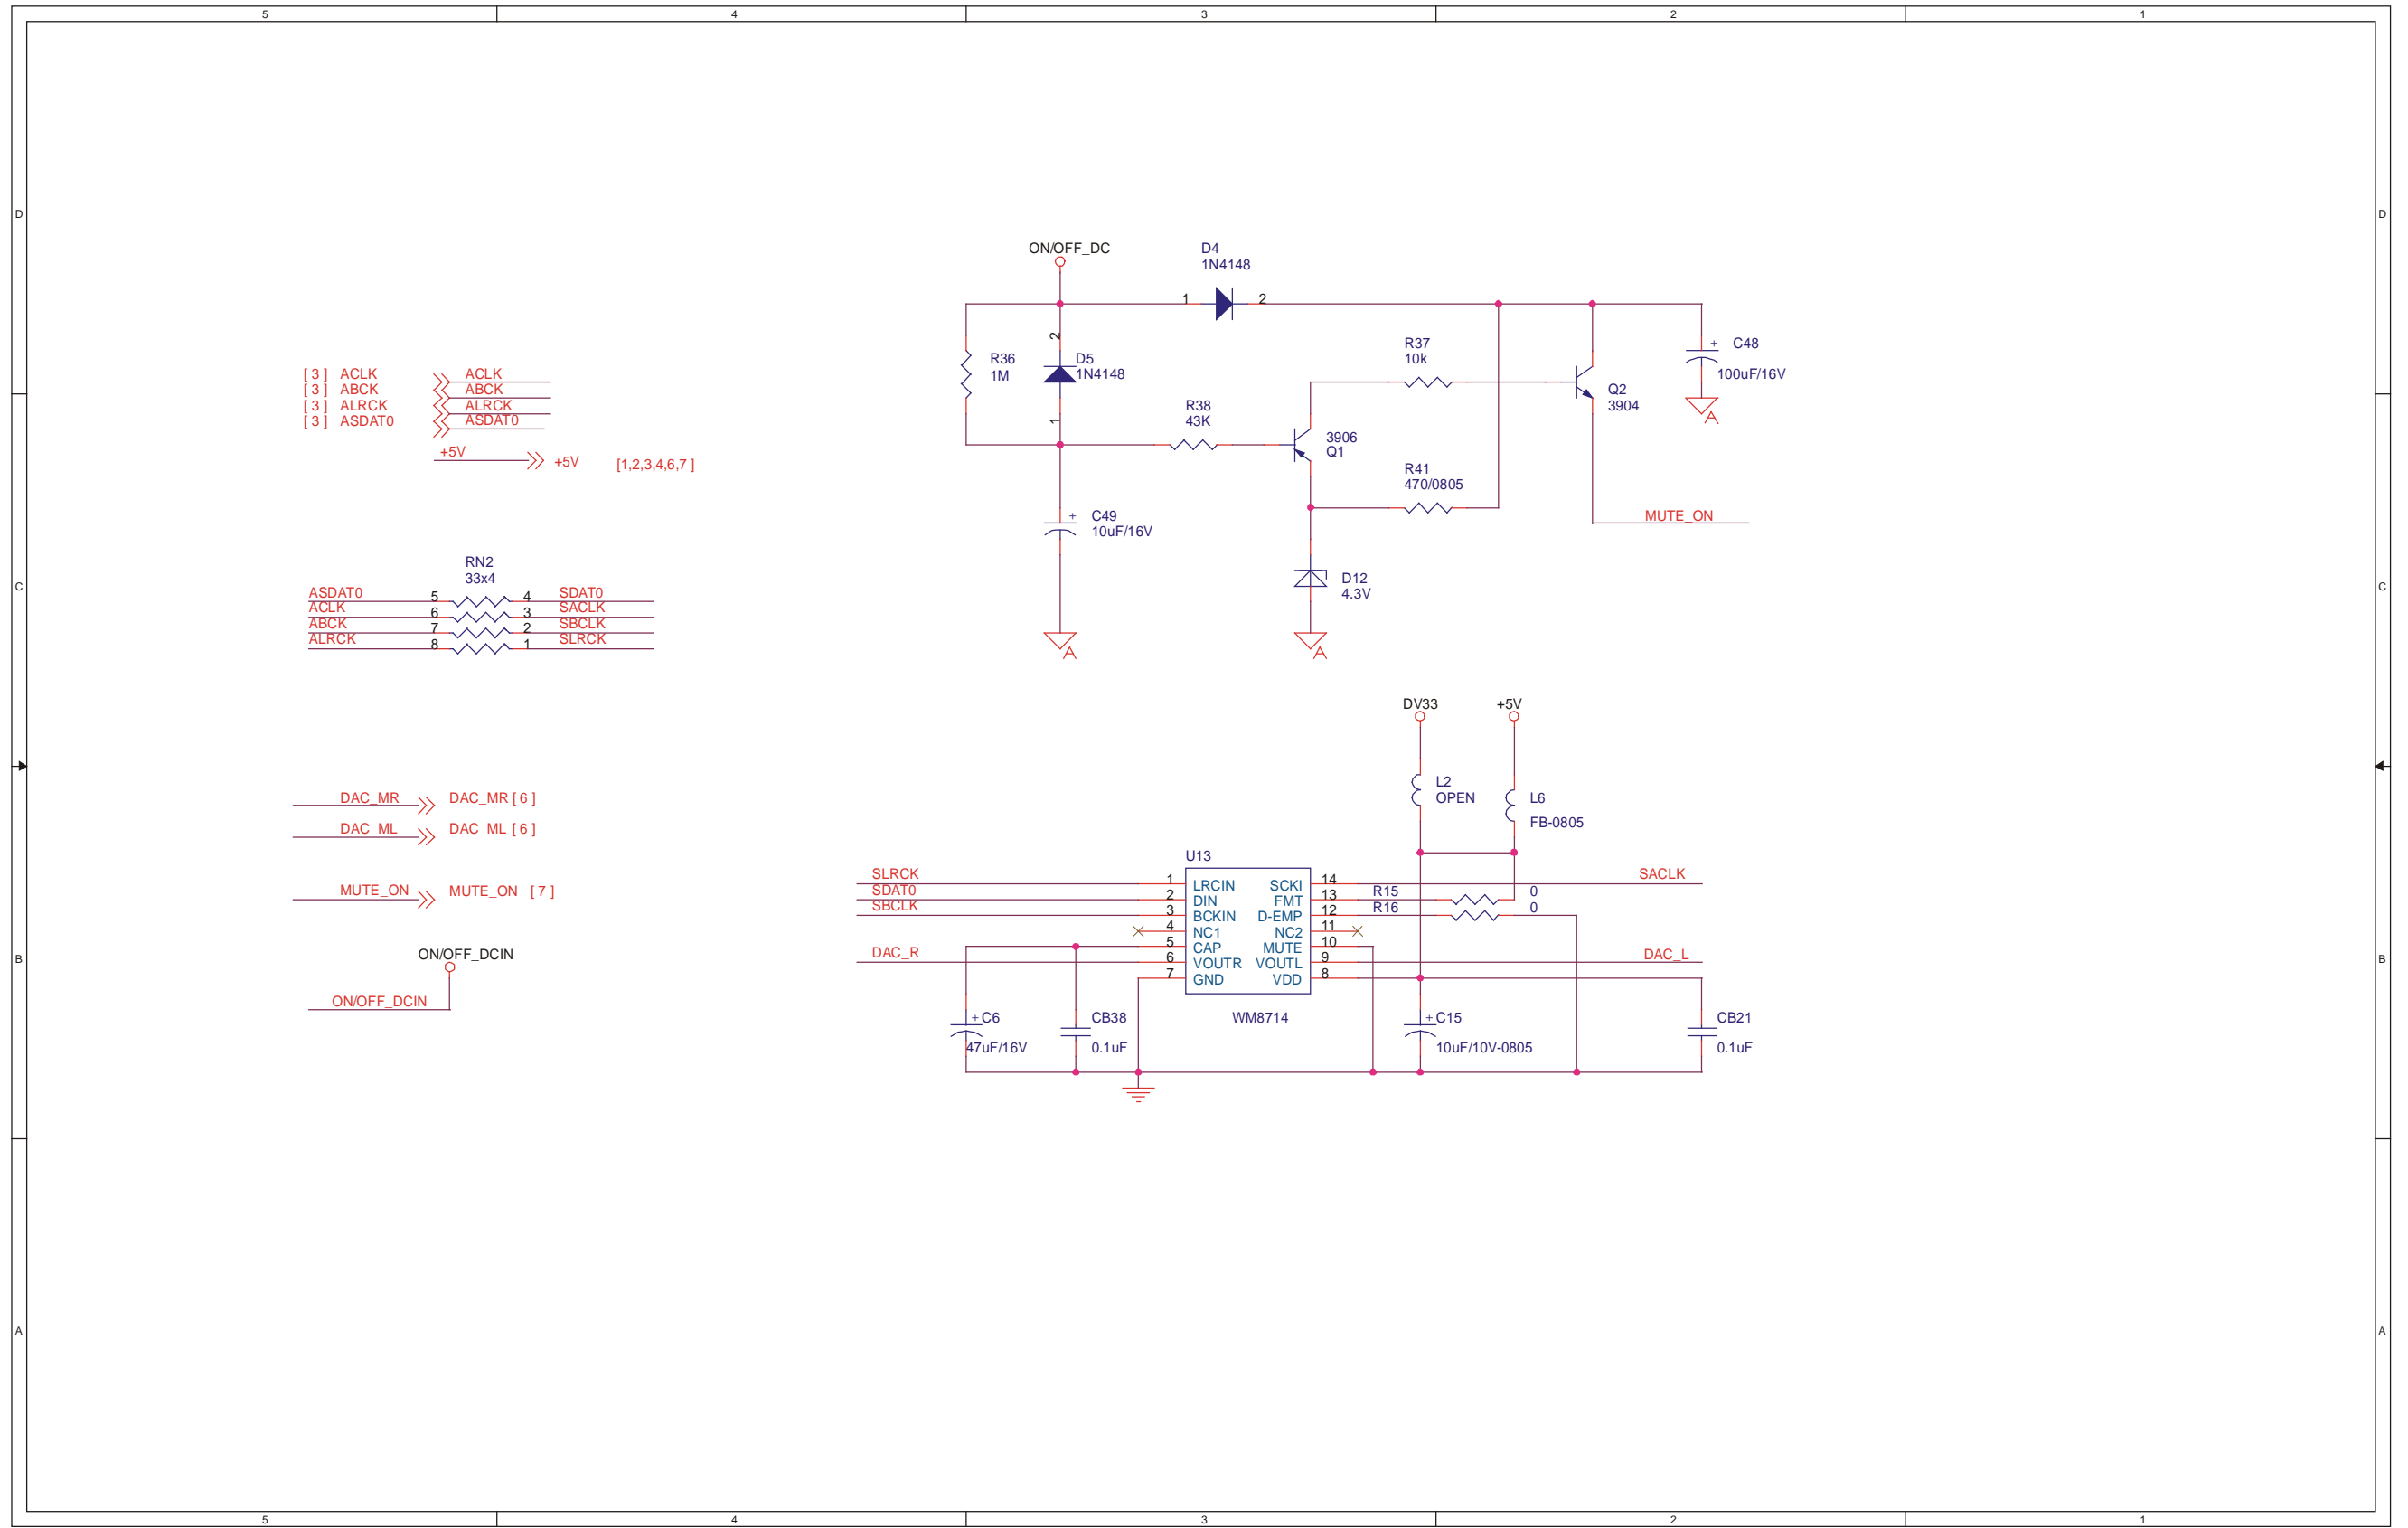 5 4 3 2 1
D D
ON/OFF_DC
D4
1N4148
1 2
2
R36
1M
D5
1N4148
1
R37
10k
+ C48
100uF/16V
A
Q2
3904
R38
43K
3906
Q1
R41
470/0805
MUTE_ON
+ C49
10uF/16V
D12
4.3V
A A
[ 3 ] ACLK ACLK
[ 3 ] ABCK ABCK
[ 3 ] ALRCK ALRCK
[ 3 ] ASDAT0 ASDAT0
+5V +5V [1,2,3,4,6,7 ]
C C
RN2
33x4
ASDAT0 5 4 SDAT0
ACLK 6 3 SACLK
ABCK 7 2 SBCLK
ALRCK 8 1 SLRCK
DAC_MR DAC_MR [ 6 ]
DAC_ML DAC_ML [ 6 ]
MUTE_ON MUTE_ON [ 7 ]
ON/OFF_DCIN
ON/OFF_DCIN
DV33 +5V
L2
OPEN
L6
FB-0805
U13
SLRCK 1 LRCIN SCKI 14 SACLK
SDAT0 2 DIN FMT 13 R15 0
SBCLK 3 BCKIN D-EMP 12 R16 0
4 NC1 NC2 11
5 CAP MUTE 10
DAC_R 6 VOUTR VOUTL 9 DAC_L
7 GND VDD 8
B B
+ C6
47uF/16V
CB38
0.1uF
WM8714
+ C15
10uF/10V-0805
CB21
0.1uF
A A
5 4 3 2 1